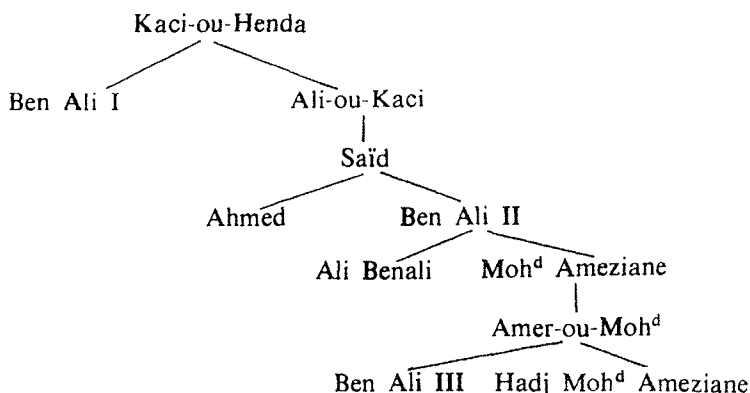 Kaci-ou-Henda
Ben Ali I Ali-ou-Kaci
Saïd
Ahmed Ben Ali II
Ali Benali Mohᵈ Ameziane
Amer-ou-Mohᵈ
Ben Ali III Hadj Mohᵈ Ameziane